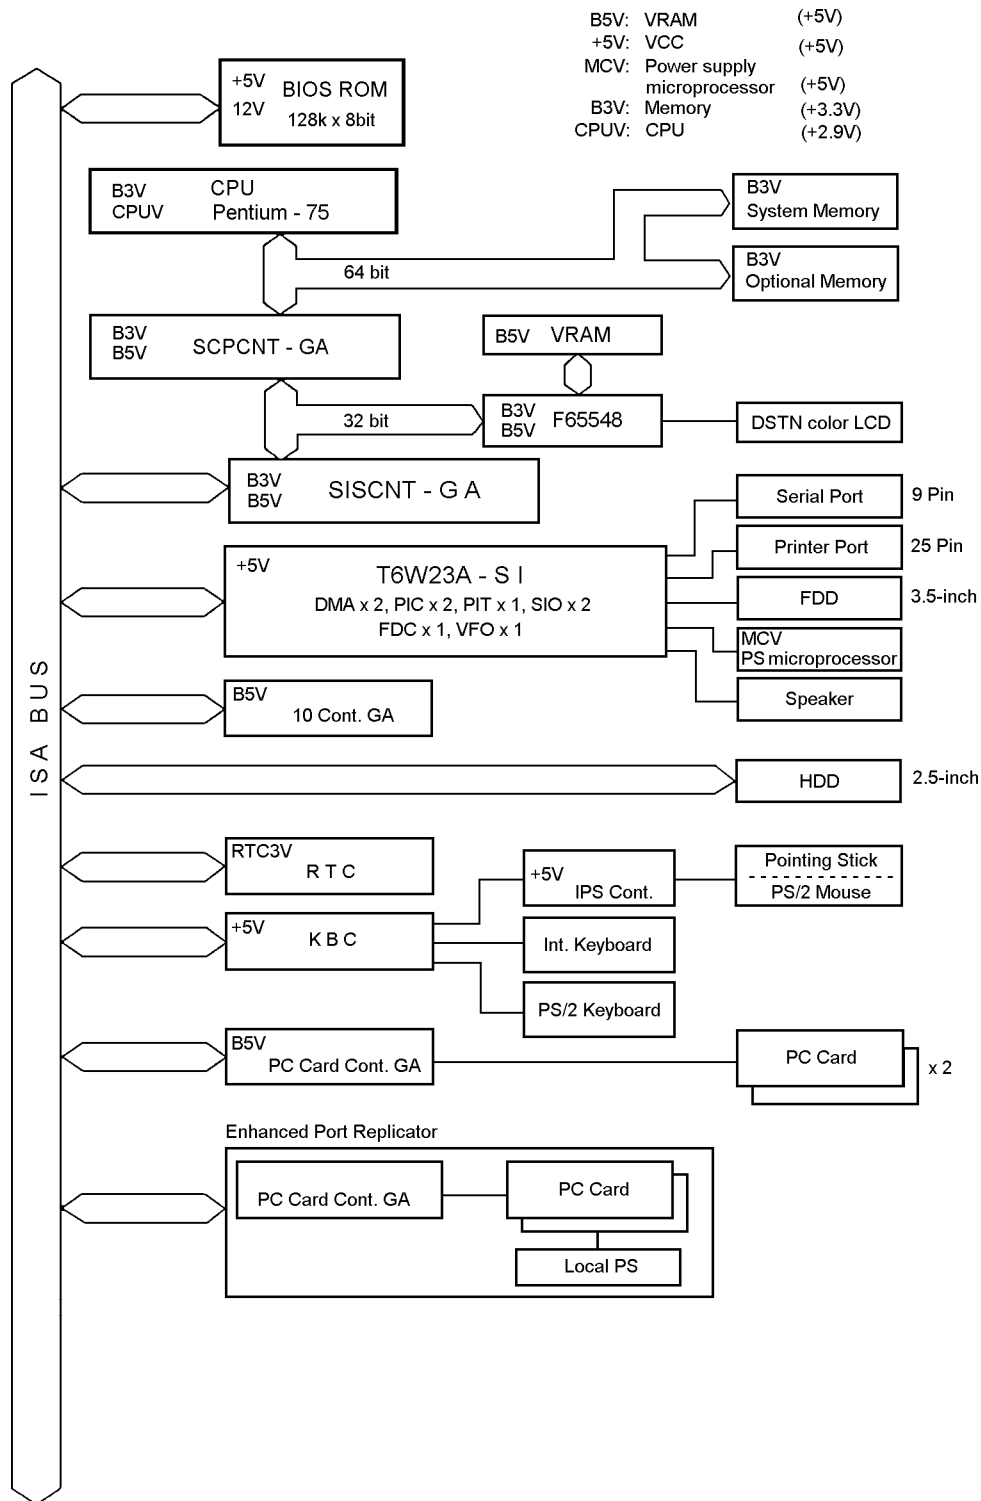 B5V: VRAM (+5V)
+5V: VCC (+5V)
MCV: Power supply
microprocessor (+5V)
B3V: Memory (+3.3V)
CPUV: CPU (+2.9V)
+5V BIOS ROM
12V 128k x 8bit
B3V CPU
CPUV Pentium - 75
B3V
System Memory
64 bit
B3V
Optional Memory
B3V
B5V SCPCNT - GA
B5V VRAM
32 bit
B3V
B5V F65548
DSTN color LCD
B3V
B5V SISCNT - G A
Serial Port 9 Pin
Printer Port 25 Pin
+5V
T6W23A - S I
DMA x 2, PIC x 2, PIT x 1, SIO x 2
FDC x 1, VFO x 1
FDD 3.5-inch
MCV
PS microprocessor
Speaker
ISA BUS
B5V
10 Cont. GA
HDD 2.5-inch
RTC3V
R T C
+5V
IPS Cont.
Pointing Stick
PS/2 Mouse
+5V
K B C
Int. Keyboard
PS/2 Keyboard
B5V
PC Card Cont. GA
PC Card
x 2
Enhanced Port Replicator
PC Card Cont. GA
PC Card
Local PS